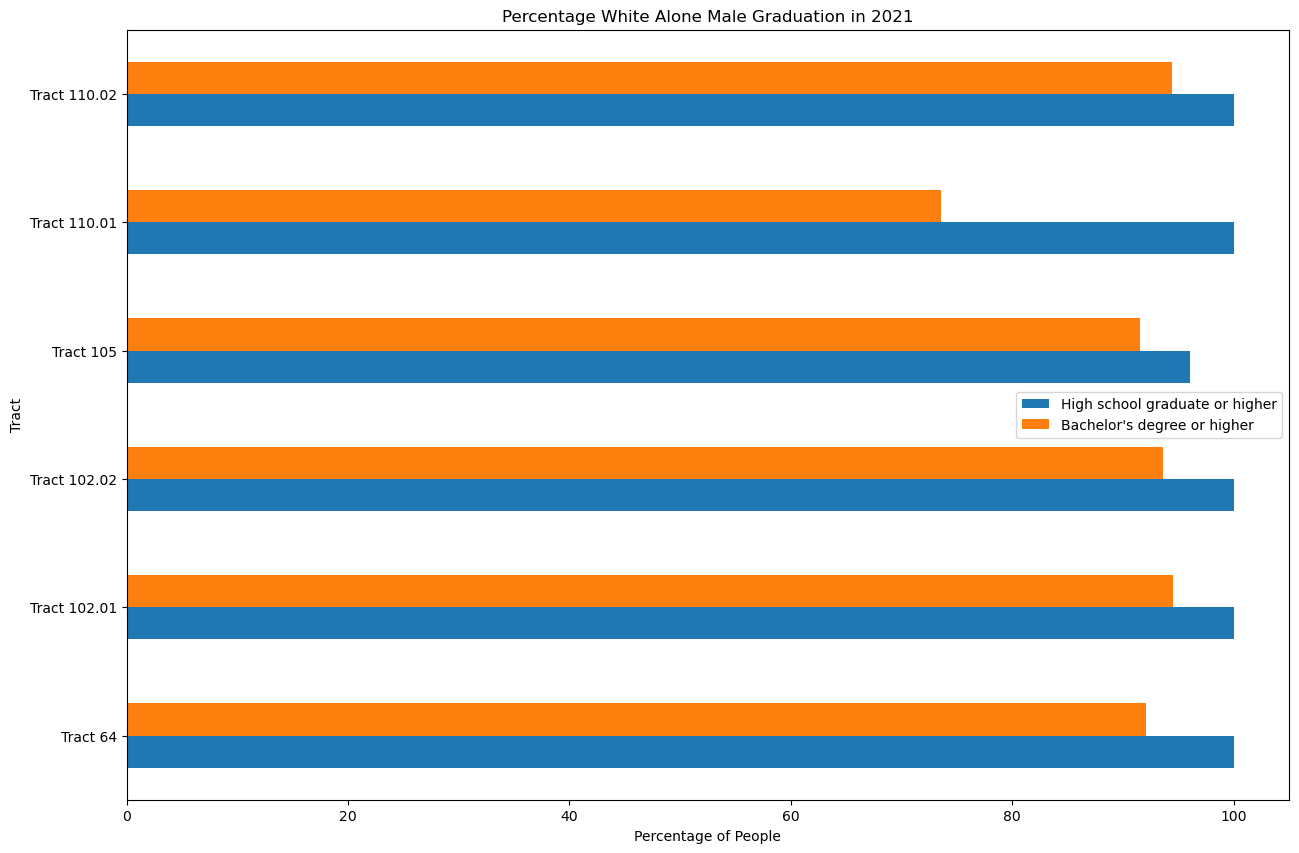 Percentage White Alone Male Graduation in 2021
Tract 110.02
Tract 110.01
Tract 105
Tract 102.02
Tract 102.01
Tract 64
Tract
High school graduate or higher
Bachelor's degree or higher
0 20 40 60 80 100
Percentage of People